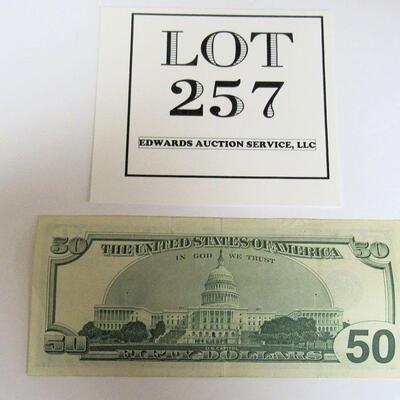 LOT
257
EDWARDS AUCTION SERVICE, LLC
50 50
THE UNITED STATES OF AMERICA
IN GOD WE TRUST
U.S. CAPITOL
50 FIFTY DOLLARS 50